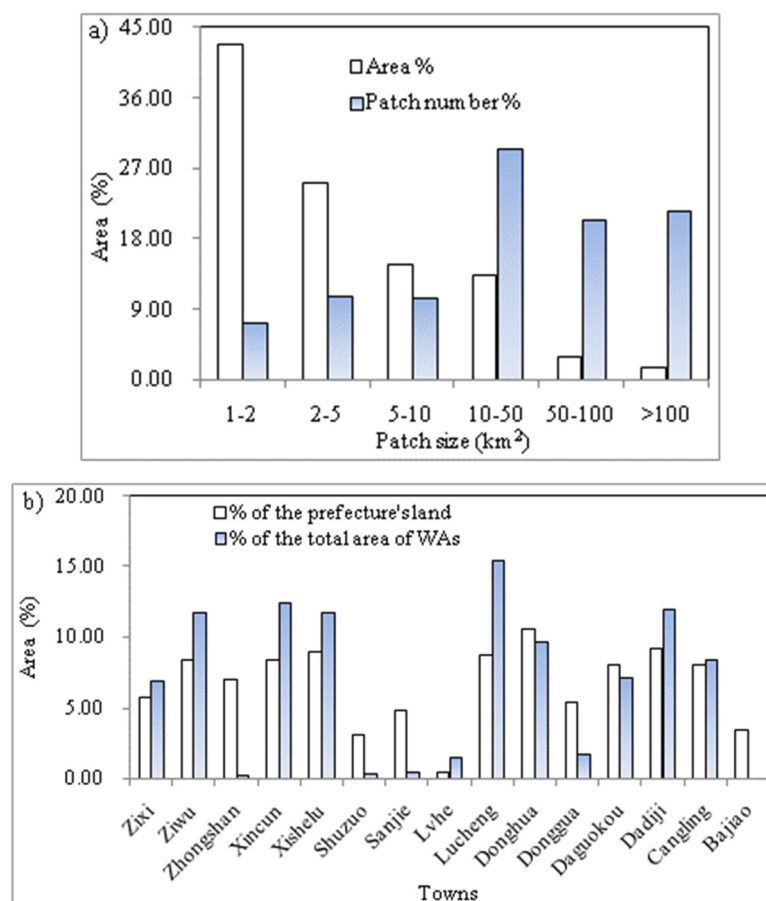 a)
45.00
36.00
27.00
18.00
9.00
0.00
Area (%)
Area %
Patch number%
1-2 2-5 5-10 10-50 50-100 >100
Patch size (km²)
b)
20.00
15.00
10.00
5.00
0.00
Area (%)
% of the prefecture's land
% of the total area of WAs
Zixi Ziwu Zhongshan Xincun Xishelu Shuzuo Sanjie Lvhe Lucheng Donghua Donggua Daguokou Dadiji Cangling Bajiao
Towns